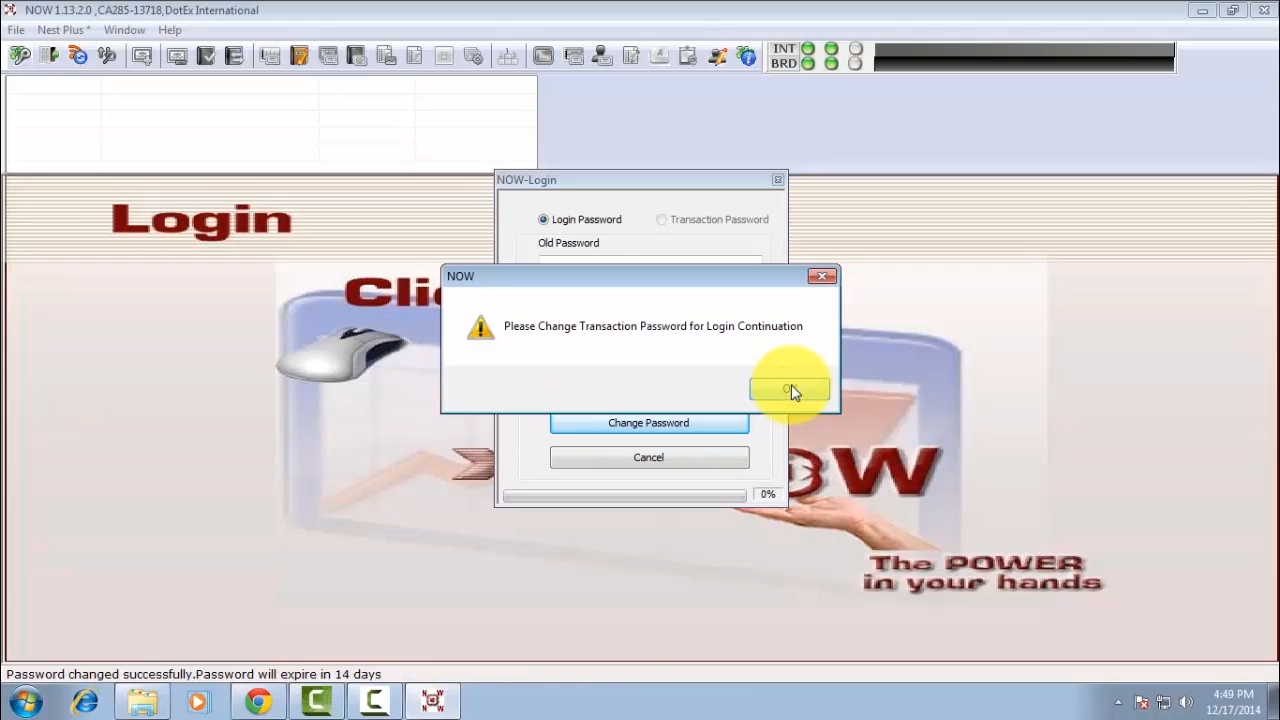 NOW 1.13.2.0 ,CA285-13718,DotEx International
File Nest Plus * Window Help
INT
BRD
NOW-Login
Login Password Transaction Password
Login
Old Password
NOW
Please Change Transaction Password for Login Continuation
Change Password
Cancel
0%
The POWER
in your hands
Password changed successfully.Password will expire in 14 days
4:49 PM
12/17/2014